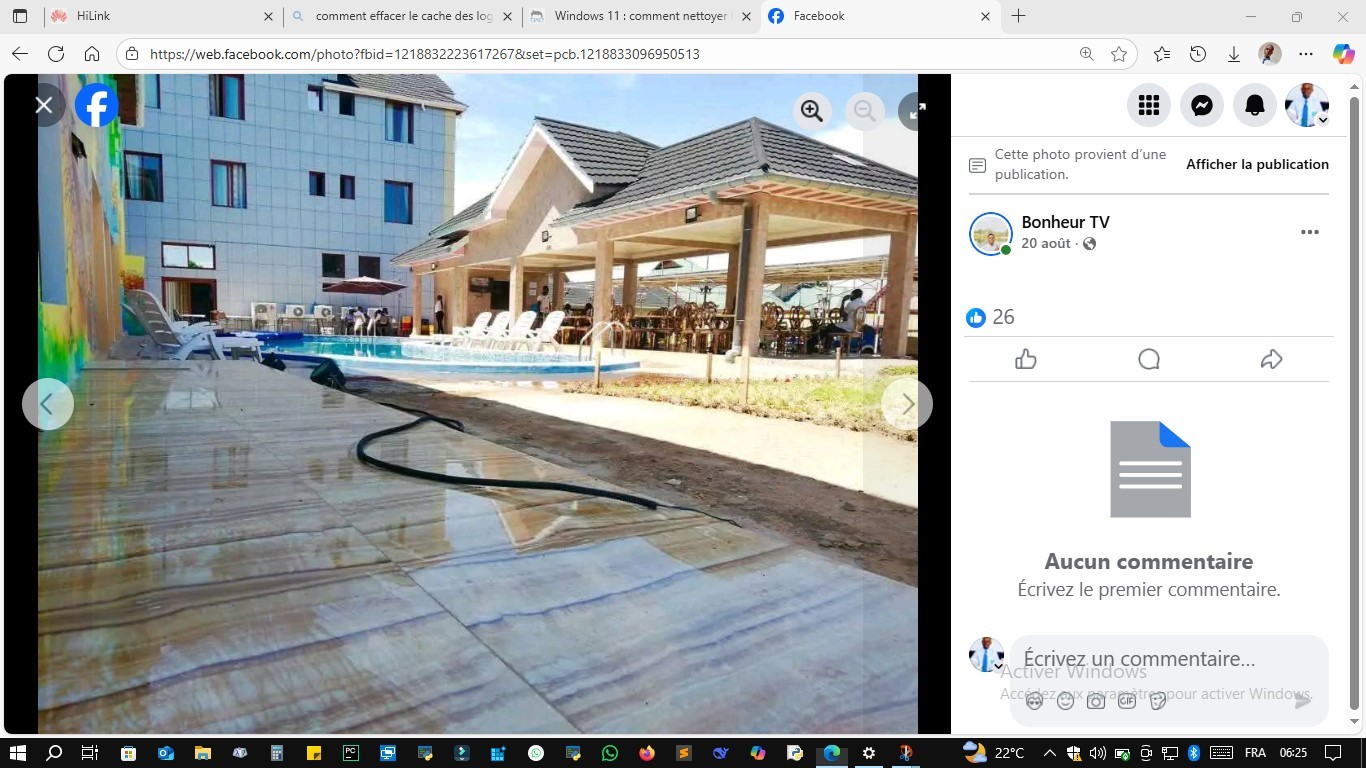 HiLink
comment effacer le cache des log
Windows 11 : comment nettoyer
Facebook
https://web.facebook.com/photo?fbid=1218832223617267&set=pcb.1218833096950513
Cette photo provient d’une
publication.
Afficher la publication
Bonheur TV
20 août ·
26
Aucun commentaire
Écrivez le premier commentaire.
Écrivez un commentaire…
Activer Windows
Accédez aux paramètres pour activer Windows.
GIF
PC
22°C
FRA
06:25